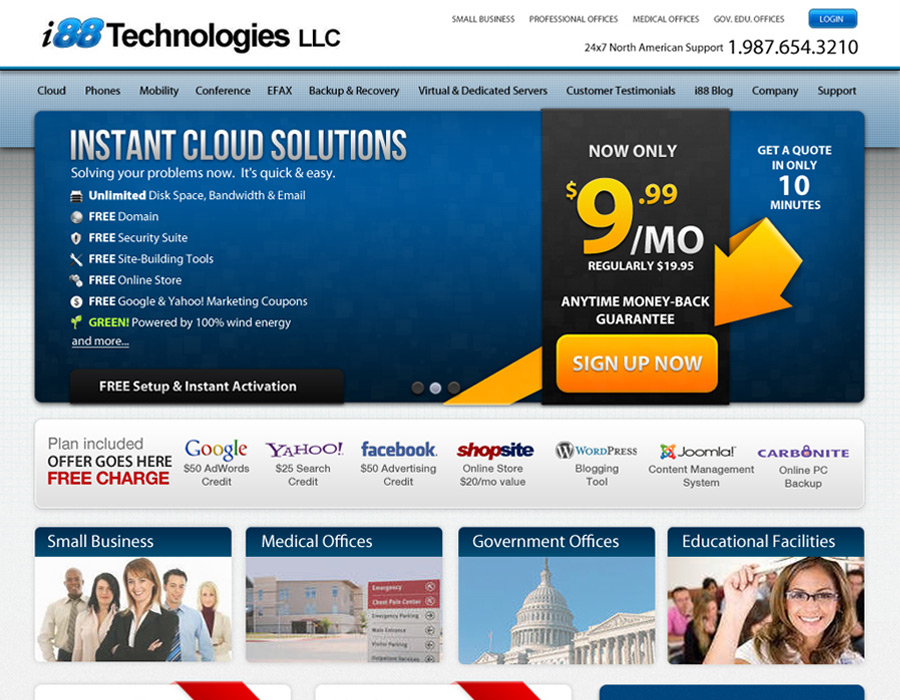 i88 Technologies LLC
SMALL BUSINESS PROFESSIONAL OFFICES MEDICAL OFFICES GOV. EDU. OFFICES LOGIN
24x7 North American Support 1.987.654.3210
Cloud Phones Mobility Conference EFAX Backup & Recovery Virtual & Dedicated Servers Customer Testimonials i88 Blog Company Support
INSTANT CLOUD SOLUTIONS
Solving your problems now. It's quick & easy.
Unlimited Disk Space, Bandwidth & Email
FREE Domain
FREE Security Suite
FREE Site-Building Tools
FREE Online Store
FREE Google & Yahoo! Marketing Coupons
GREEN! Powered by 100% wind energy
and more...
FREE Setup & Instant Activation
NOW ONLY
$9.99
/MO
REGULARLY $19.95
ANYTIME MONEY-BACK
GUARANTEE
SIGN UP NOW
GET A QUOTE
IN ONLY
10
MINUTES
Plan included
OFFER GOES HERE
FREE CHARGE
Google
$50 AdWords
Credit
YAHOO!
$25 Search
Credit
facebook
$50 Advertising
Credit
shopsite
Online Store
$20/mo value
WORDPRESS
Blogging
Tool
Joomla!
Content Management
System
CARBONITE
Online PC
Backup
Small Business
Medical Offices
Emergency
Chest Pain Center
Emergency Parking
Main Entrance
Visitor Parking
Outpatient Services
Government Offices
Educational Facilities